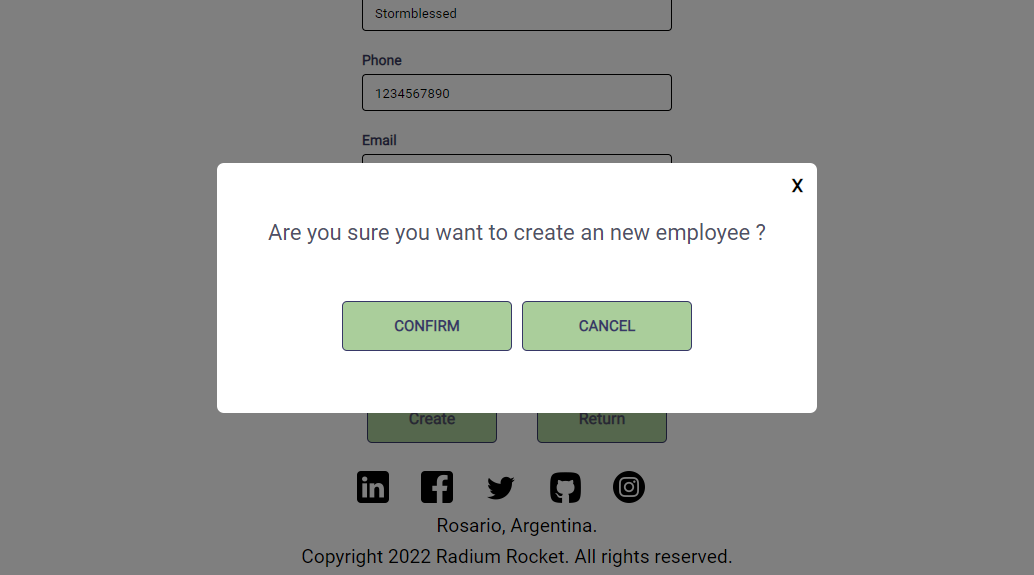 Stormblessed
Phone
1234567890
Email
X
Are you sure you want to create an new employee ?
CONFIRM CANCEL
Create Return
Rosario, Argentina.
Copyright 2022 Radium Rocket. All rights reserved.